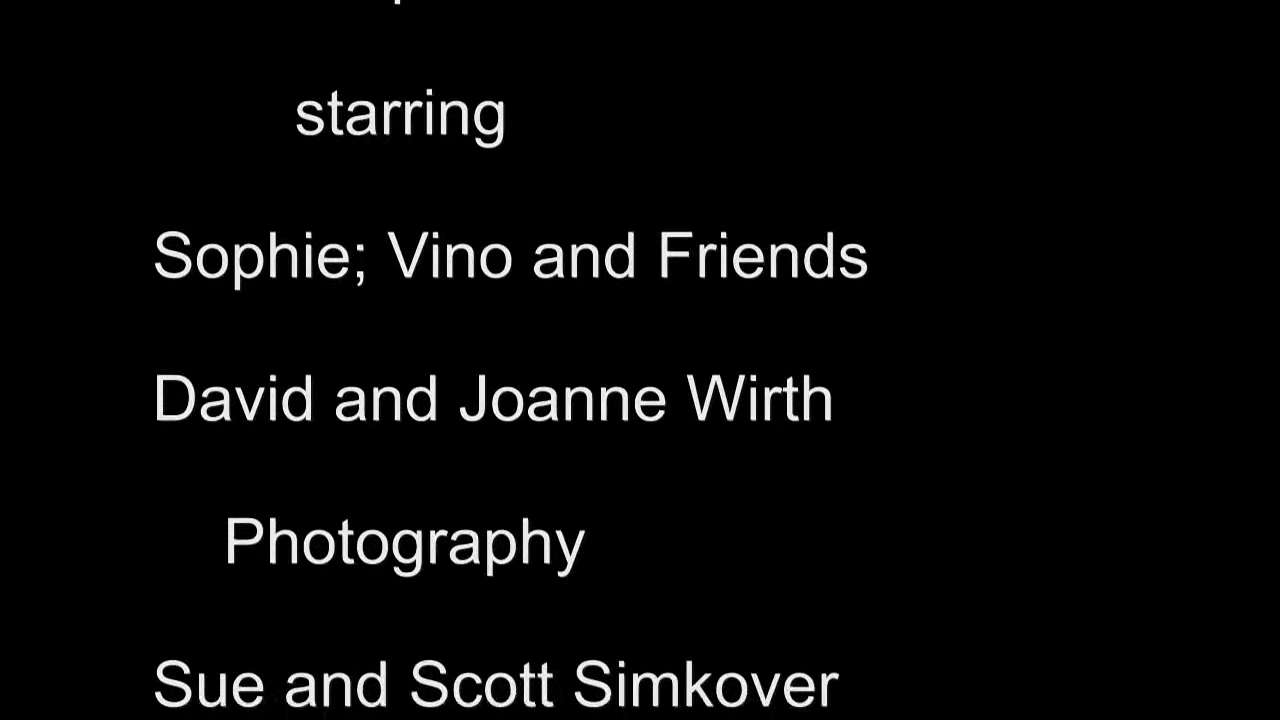 starring
Sophie; Vino and Friends
David and Joanne Wirth
Photography
Sue and Scott Simkover